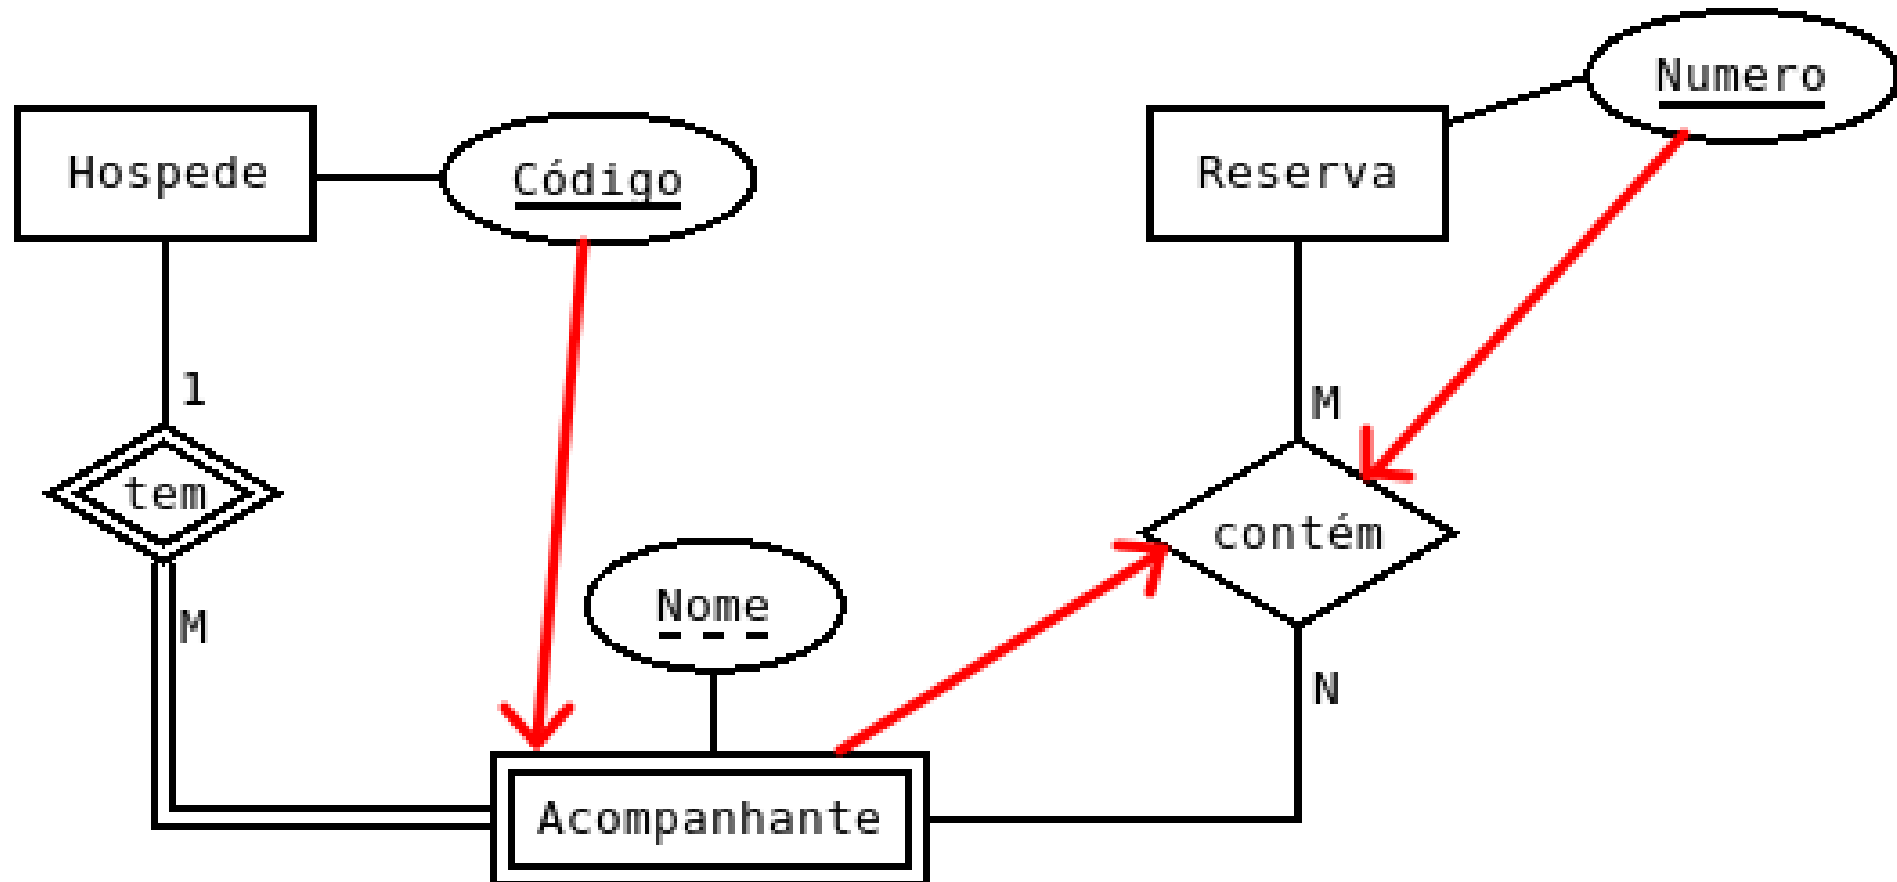 Numero
Hospede
Código
Reserva
1
M
tem
contém
Nome
M
N
Acompanhante